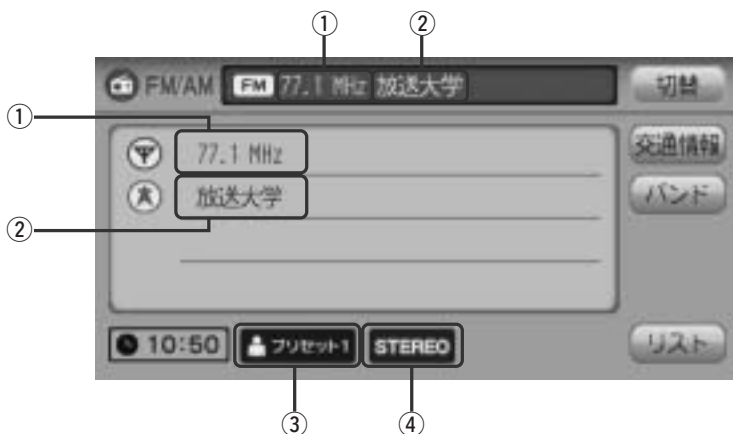 ① ②
FM/AM FM 77.1 MHz 放送大学 切替
①
77.1 MHz 交通情報
放送大学 バンド
②
10:50 プリセット1 STEREO リスト
③ ④